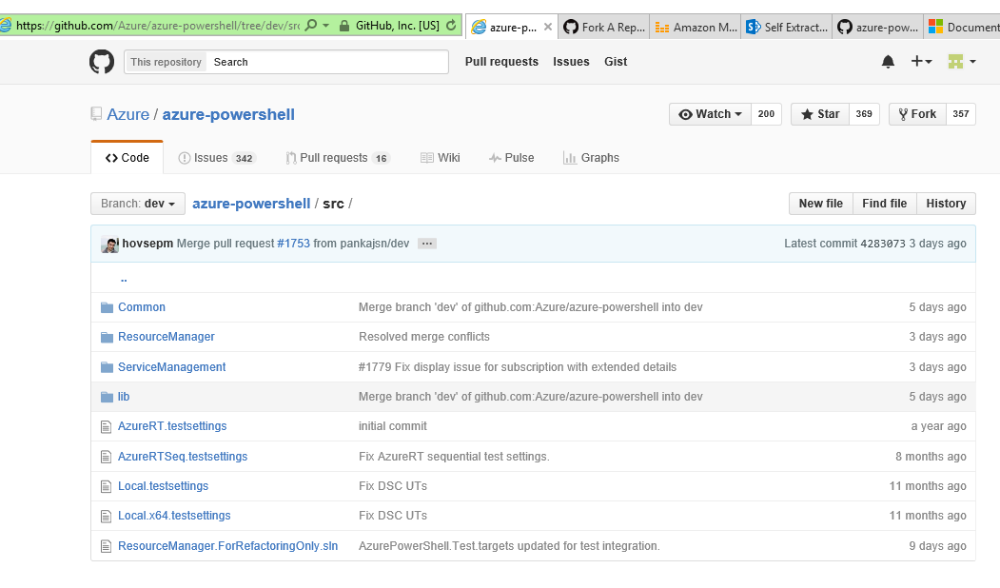 https://github.com/Azure/azure-powershell/tree/dev/src GitHub, Inc. [US] azure-p... Fork A Rep... Amazon M... Self Extract... azure-pow... Document
This repository Search Pull requests Issues Gist
Azure / azure-powershell Watch 200 Star 369 Fork 357
Code Issues 342 Pull requests 16 Wiki Pulse Graphs
Branch: dev azure-powershell / src / New file Find file History
hovsepm Merge pull request #1753 from pankajsn/dev ... Latest commit 4283073 3 days ago
..
Common Merge branch 'dev' of github.com:Azure/azure-powershell into dev 5 days ago
ResourceManager Resolved merge conflicts 3 days ago
ServiceManagement #1779 Fix display issue for subscription with extended details 3 days ago
lib Merge branch 'dev' of github.com:Azure/azure-powershell into dev 5 days ago
AzureRT.testsettings initial commit a year ago
AzureRTSeq.testsettings Fix AzureRT sequential test settings. 8 months ago
Local.testsettings Fix DSC UTs 11 months ago
Local.x64.testsettings Fix DSC UTs 11 months ago
ResourceManager.ForRefactoringOnly.sln AzurePowerShell.Test.targets updated for test integration. 9 days ago